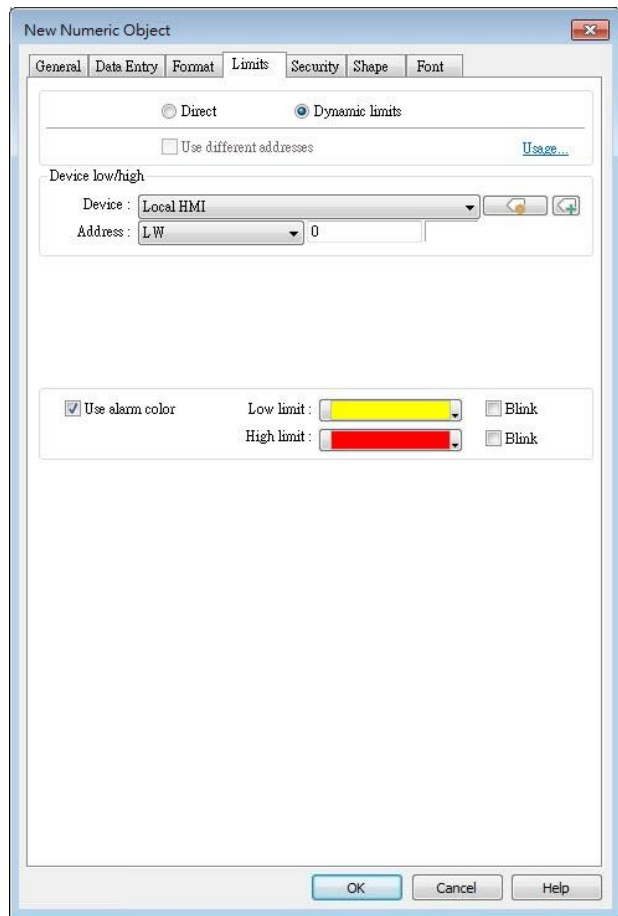 New Numeric Object
General Data Entry Format Limits Security Shape Font
Direct Dynamic limits
Use different addresses Usage...
Device low/high
Device : Local HMI
Address : LW 0
Use alarm color Low limit : Blink
High limit : Blink
OK Cancel Help